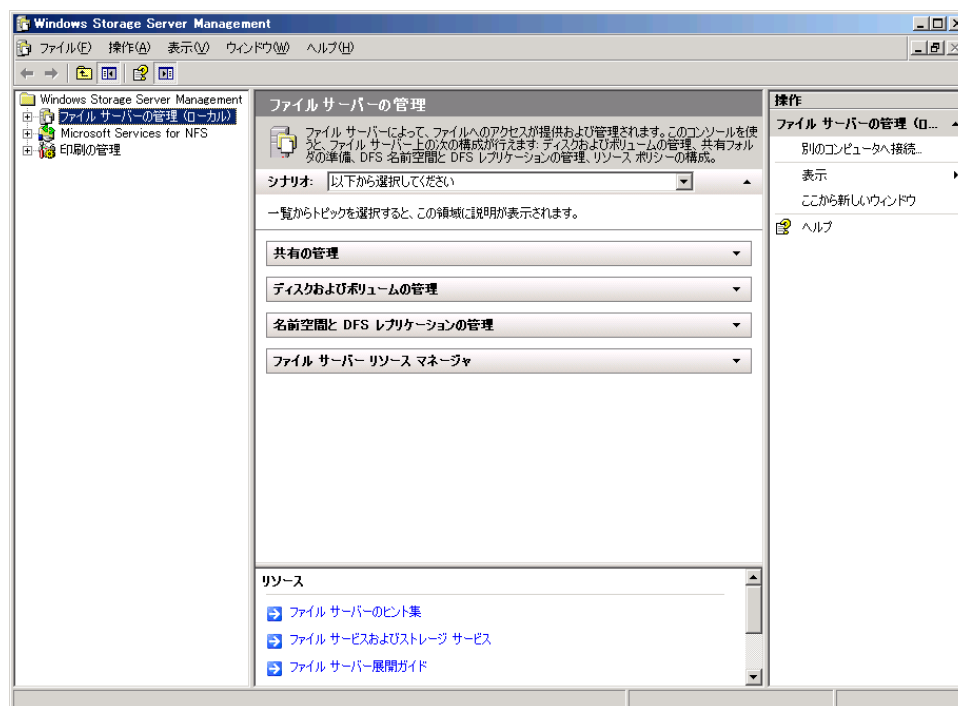 Windows Storage Server Management
ファイル(F) 操作(A) 表示(V) ウィンドウ(W) ヘルプ(H)
Windows Storage Server Management
ファイル サーバーの管理 (ローカル)
Microsoft Services for NFS
印刷の管理
ファイル サーバーの管理
ファイル サーバーによって、ファイルへのアクセスが提供および管理されます。このコンソールを使
うと、ファイル サーバー上の次の構成が行えます: ディスクおよびボリュームの管理、共有フォル
ダの準備、DFS 名前空間と DFS レプリケーションの管理、リソース ポリシーの構成。
シナリオ: 以下から選択してください
一覧からトピックを選択すると、この領域に説明が表示されます。
共有の管理
ディスクおよびボリュームの管理
名前空間と DFS レプリケーションの管理
ファイル サーバー リソース マネージャ
リソース
ファイル サーバーのヒント集
ファイル サービスおよびストレージ サービス
ファイル サーバー展開ガイド
操作
ファイル サーバーの管理 (ロ...
別のコンピュータへ接続...
表示
ここから新しいウィンドウ
ヘルプ